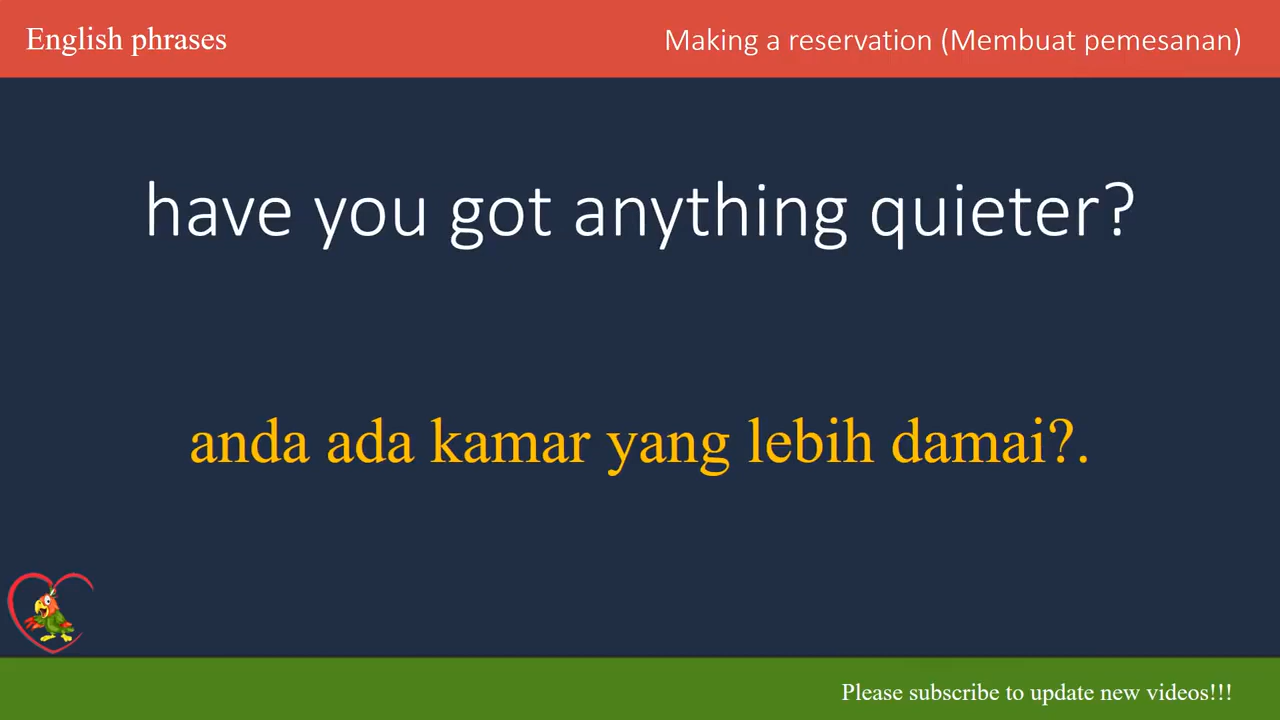 English phrases
Making a reservation (Membuat pemesanan)
have you got anything quieter?
anda ada kamar yang lebih damai?.
Please subscribe to update new videos!!!